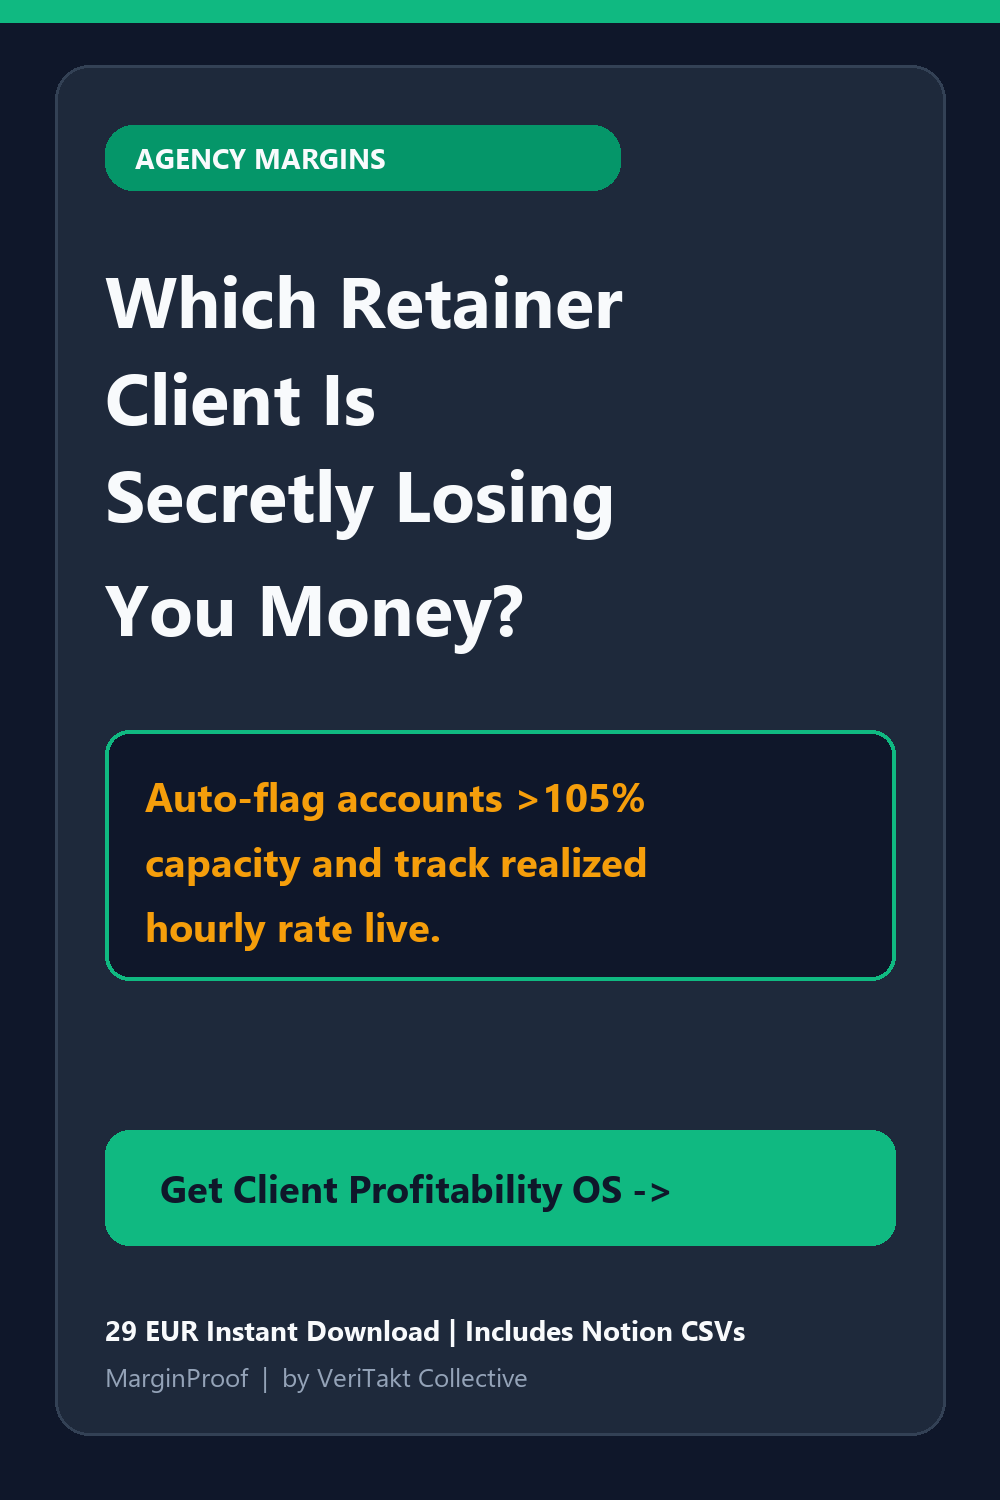 AGENCY MARGINS
Which Retainer
Client Is
Secretly Losing
You Money?
Auto-flag accounts >105%
capacity and track realized
hourly rate live.
Get Client Profitability OS ->
29 EUR Instant Download | Includes Notion CSVs
MarginProof | by VeriTakt Collective